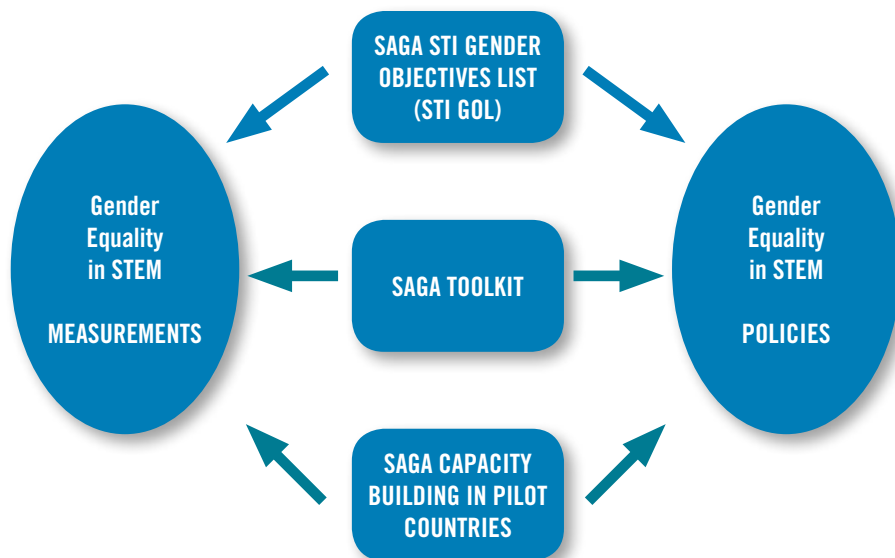 SAGA STI GENDER
OBJECTIVES LIST
(STI GOL)
Gender
Equality
in STEM
MEASUREMENTS
SAGA TOOLKIT
Gender
Equality
in STEM
POLICIES
SAGA CAPACITY
BUILDING IN PILOT
COUNTRIES